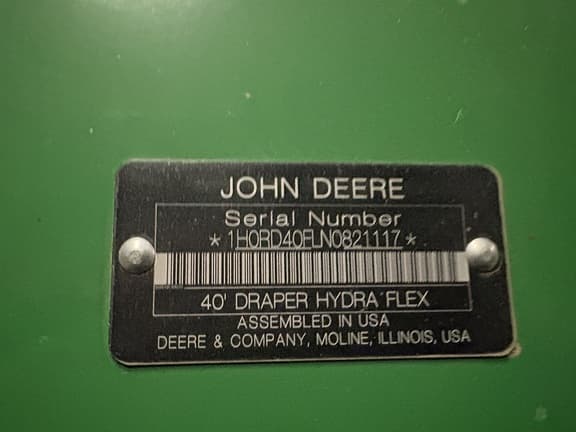 JOHN DEERE
Serial Number
*1H0RD40FLN0821117*
40' DRAPER HYDRA FLEX
ASSEMBLED IN USA
DEERE & COMPANY, MOLINE, ILLINOIS, USA